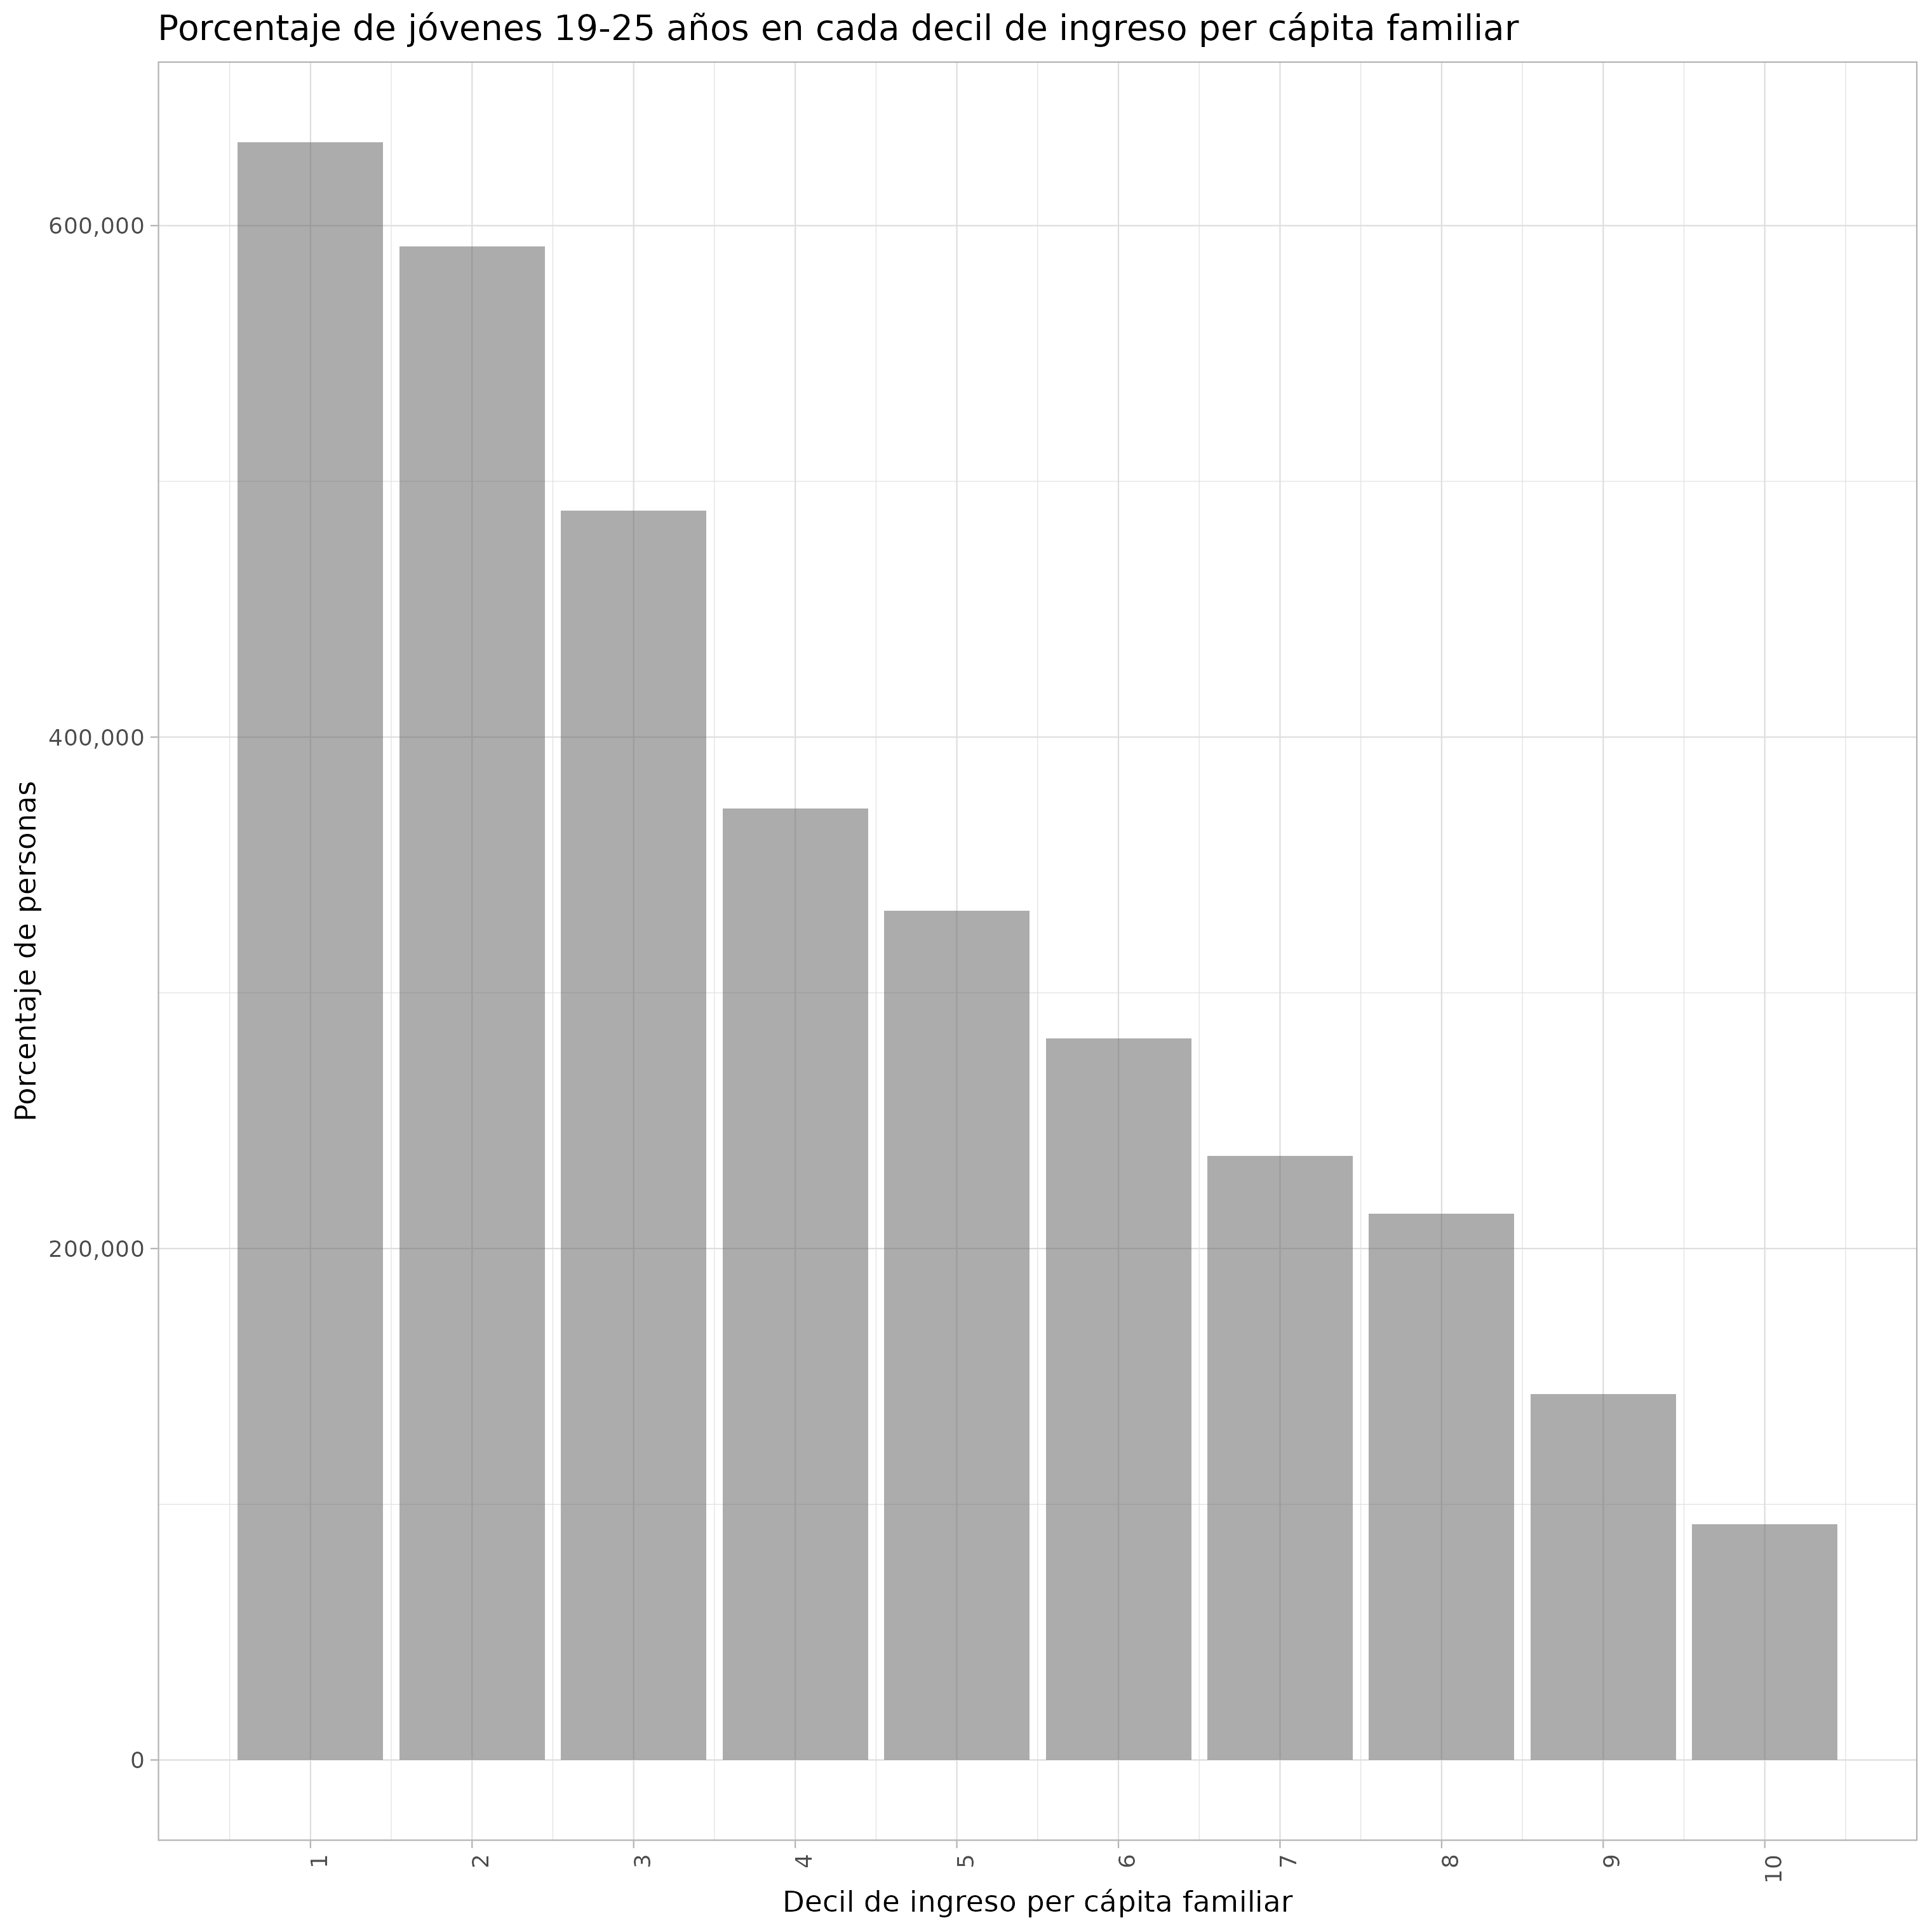 Porcentaje de jóvenes 19-25 años en cada decil de ingreso per cápita familiar
Porcentaje de personas
600,000
400,000
200,000
0
1 2 3 4 5 6 7 8 9 10
Decil de ingreso per cápita familiar